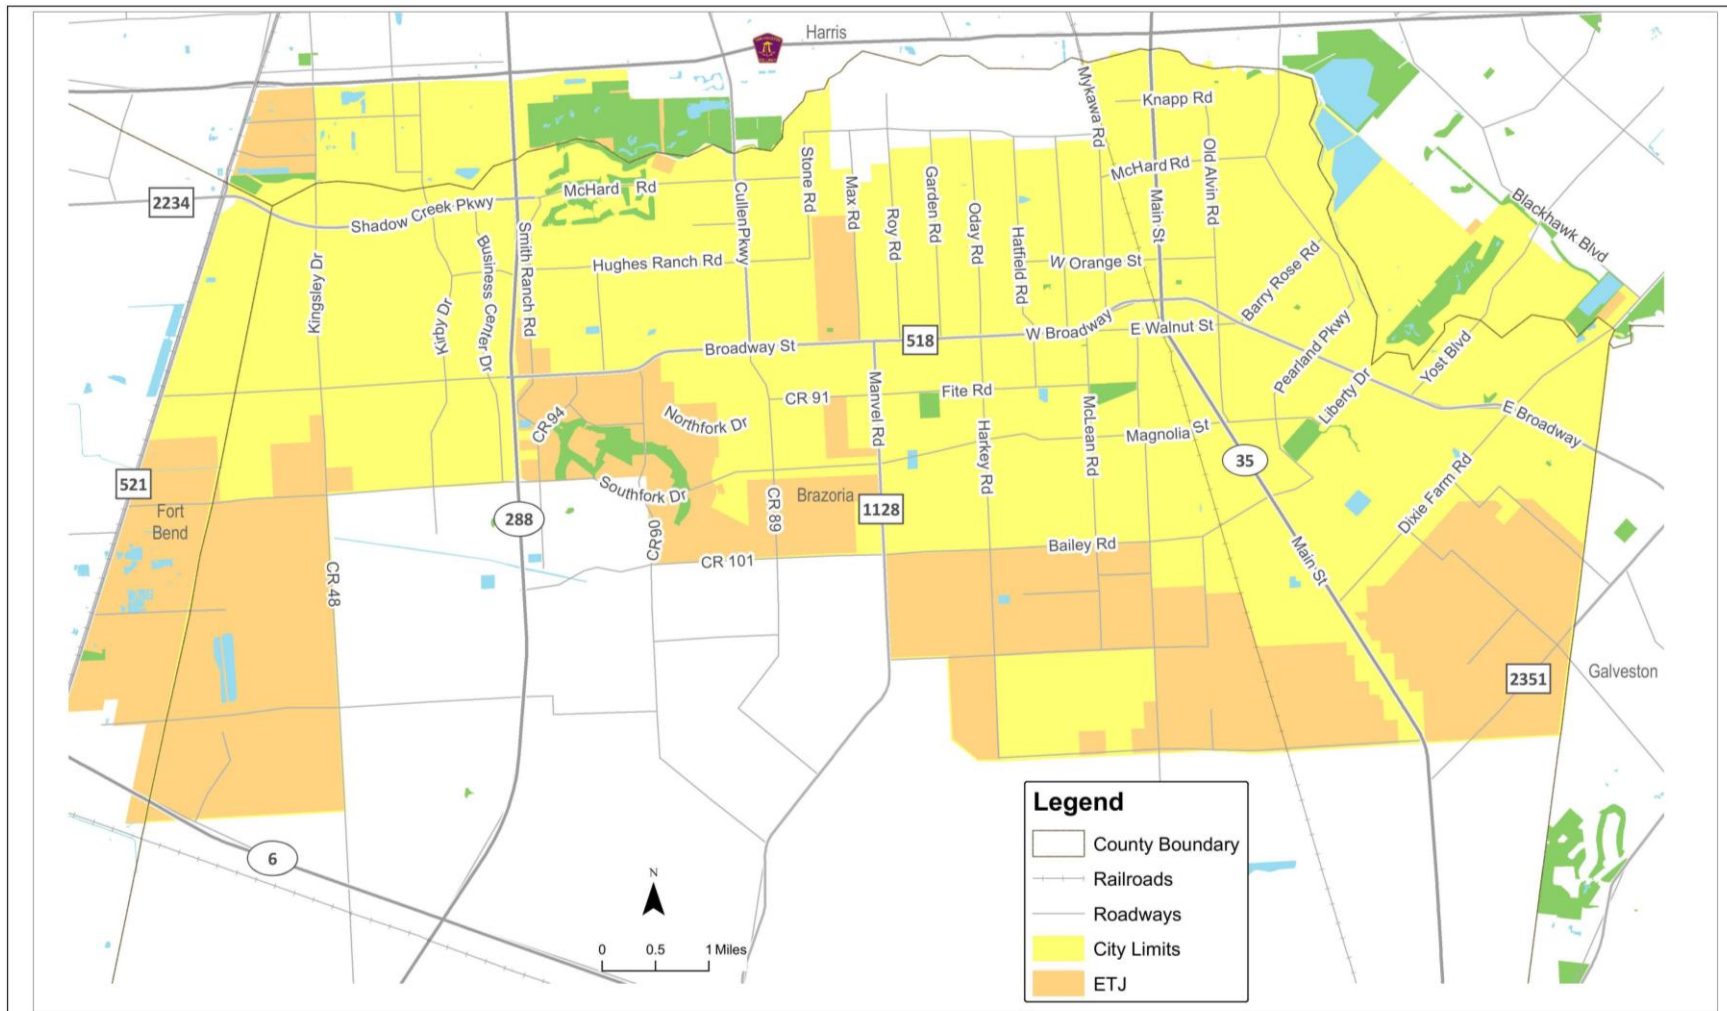 Harris
Mykawa Rd
Knapp Rd
Old Alvin Rd
McHard Rd
Main St
2234
Shadow Creek Pkwy
McHard Rd
Cullen Pkwy
Stone Rd
Max Rd
Roy Rd
Garden Rd
Oday Rd
Hatfield Rd
W Orange St
Barry Rose Rd
Blackhawk Blvd
Kingsley Dr
Kirby Dr
Business Center Dr
Smith Ranch Rd
Hughes Ranch Rd
Broadway St
518
W Broadway
E Walnut St
Pearland Pkwy
Liberty Dr
Yost Blvd
E Broadway
CR 91
Fite Rd
CR94
Northfork Dr
Manvel Rd
Harkey Rd
McLean Rd
Magnolia St
35
Dixie Farm Rd
521
Fort
Bend
Southfork Dr
CR 89
Brazoria
1128
288
CR90
CR 101
Bailey Rd
Main St
CR 48
2351
Galveston
6
N
0 0.5 1 Miles
Legend
County Boundary
Railroads
Roadways
City Limits
ETJ